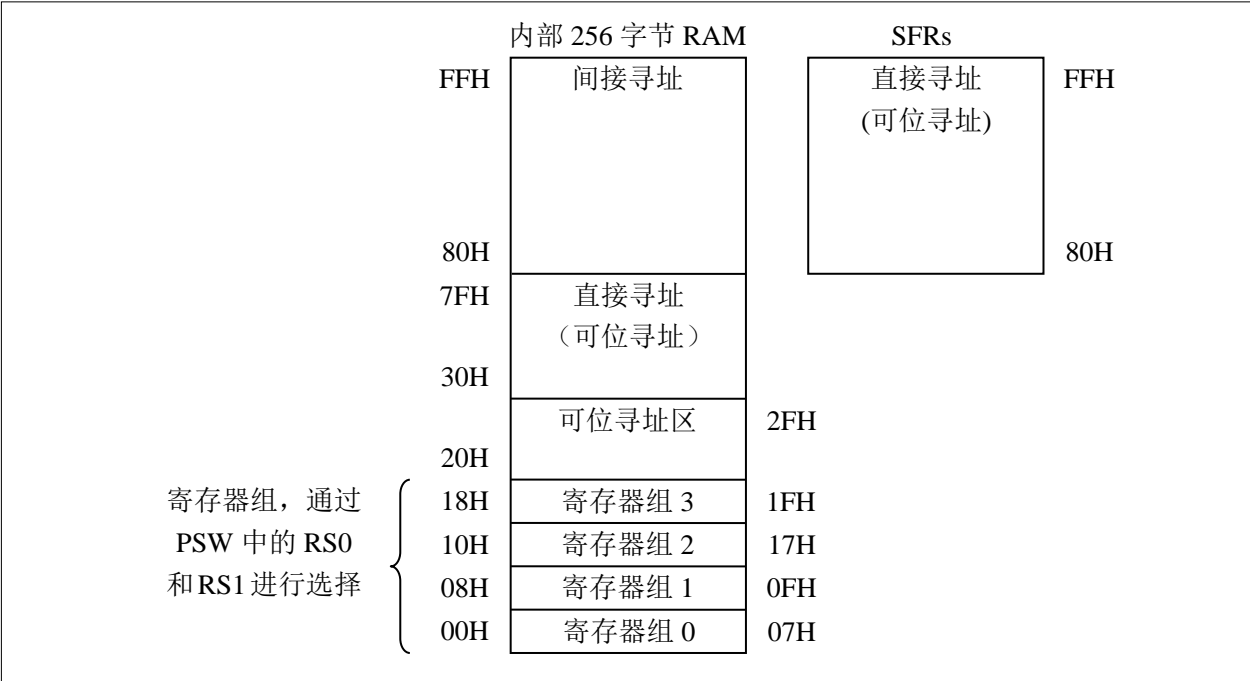 内部 256 字节 RAM
SFRs
FFH
间接寻址
直接寻址
FFH
(可位寻址)
80H
80H
7FH
直接寻址
（可位寻址）
30H
可位寻址区
2FH
20H
寄存器组，通过
PSW 中的 RS0
和 RS1 进行选择
18H
寄存器组 3
1FH
10H
寄存器组 2
17H
08H
寄存器组 1
0FH
00H
寄存器组 0
07H